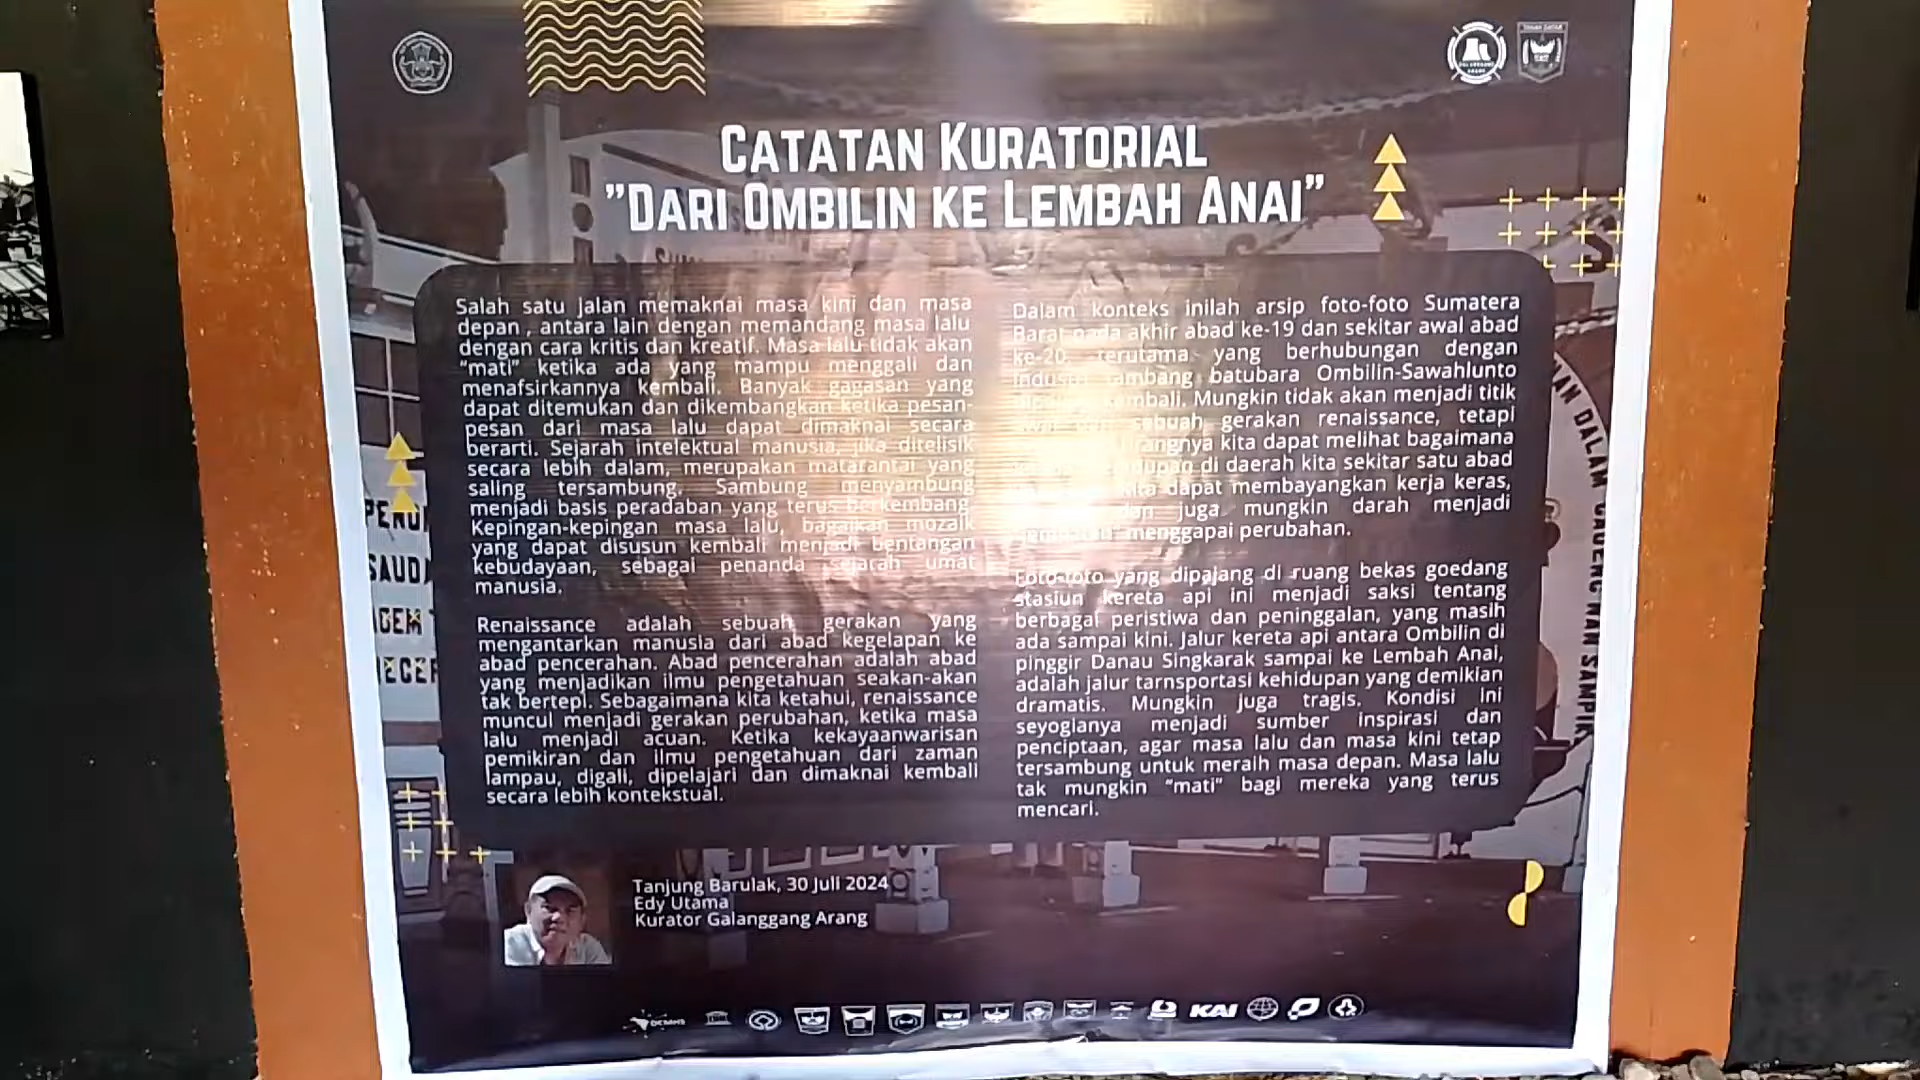 CATATAN KURATORIAL
"DARI OMBILIN KE LEMBAH ANAI"
Salah satu jalan memaknai masa kini dan masa
depan , antara lain dengan memandang masa lalu
dengan cara kritis dan kreatif. Masa lalu tidak akan
"mati" ketika ada yang mampu menggali dan
menafsirkannya kembali. Banyak gagasan yang
dapat ditemukan dan dikembangkan ketika pesan-
pesan dari masa lalu dapat dimaknai secara
berarti. Sejarah intelektual manusia, jika ditelisik
secara lebih dalam, merupakan matarantai yang
saling tersambung. Sambung menyambung
menjadi basis peradaban yang terus berkembang.
Kepingan-kepingan masa lalu, bagaikan mozaik
yang dapat disusun kembali menjadi bentangan
kebudayaan, sebagai penanda sejarah umat
manusia.
Renaissance adalah sebuah gerakan yang
mengantarkan manusia dari abad kegelapan ke
abad pencerahan. Abad pencerahan adalah abad
yang menjadikan ilmu pengetahuan seakan-akan
tak bertepi. Sebagaimana kita ketahui, renaissance
muncul menjadi gerakan perubahan, ketika masa
lalu menjadi acuan. Ketika kekayaanwarisan
pemikiran dan ilmu pengetahuan dari zaman
lampau, digali, dipelajari dan dimaknai kembali
secara lebih kontekstual.
Dalam konteks inilah arsip foto-foto Sumatera
Barat pada akhir abad ke-19 dan sekitar awal abad
ke-20, terutama yang berhubungan dengan
industri tambang batubara Ombilin-Sawahlunto
kembali. Mungkin tidak akan menjadi titik
sebuah gerakan renaissance, tetapi
kita dapat melihat bagaimana
di daerah kita sekitar satu abad
kita dapat membayangkan kerja keras,
dan juga mungkin darah menjadi
menggapai perubahan.
Foto-foto yang dipajang di ruang bekas goedang
stasiun kereta api ini menjadi saksi tentang
berbagai peristiwa dan peninggalan, yang masih
ada sampai kini. Jalur kereta api antara Ombilin di
pinggir Danau Singkarak sampai ke Lembah Anai,
adalah jalur tarnsportasi kehidupan yang demikian
dramatis. Mungkin juga tragis. Kondisi ini
seyogianya menjadi sumber inspirasi dan
penciptaan, agar masa lalu dan masa kini tetap
tersambung untuk meraih masa depan. Masa lalu
tak mungkin "mati" bagi mereka yang terus
mencari.
Tanjung Barulak, 30 Juli 2024
Edy Utama
Kurator Galanggang Arang
KAI